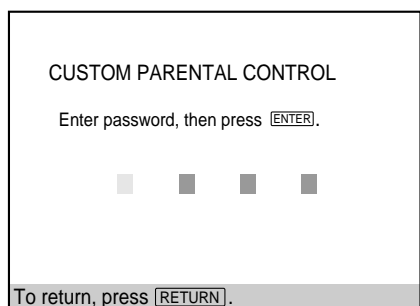 CUSTOM PARENTAL CONTROL
Enter password, then press ENTER.
To return, press RETURN.